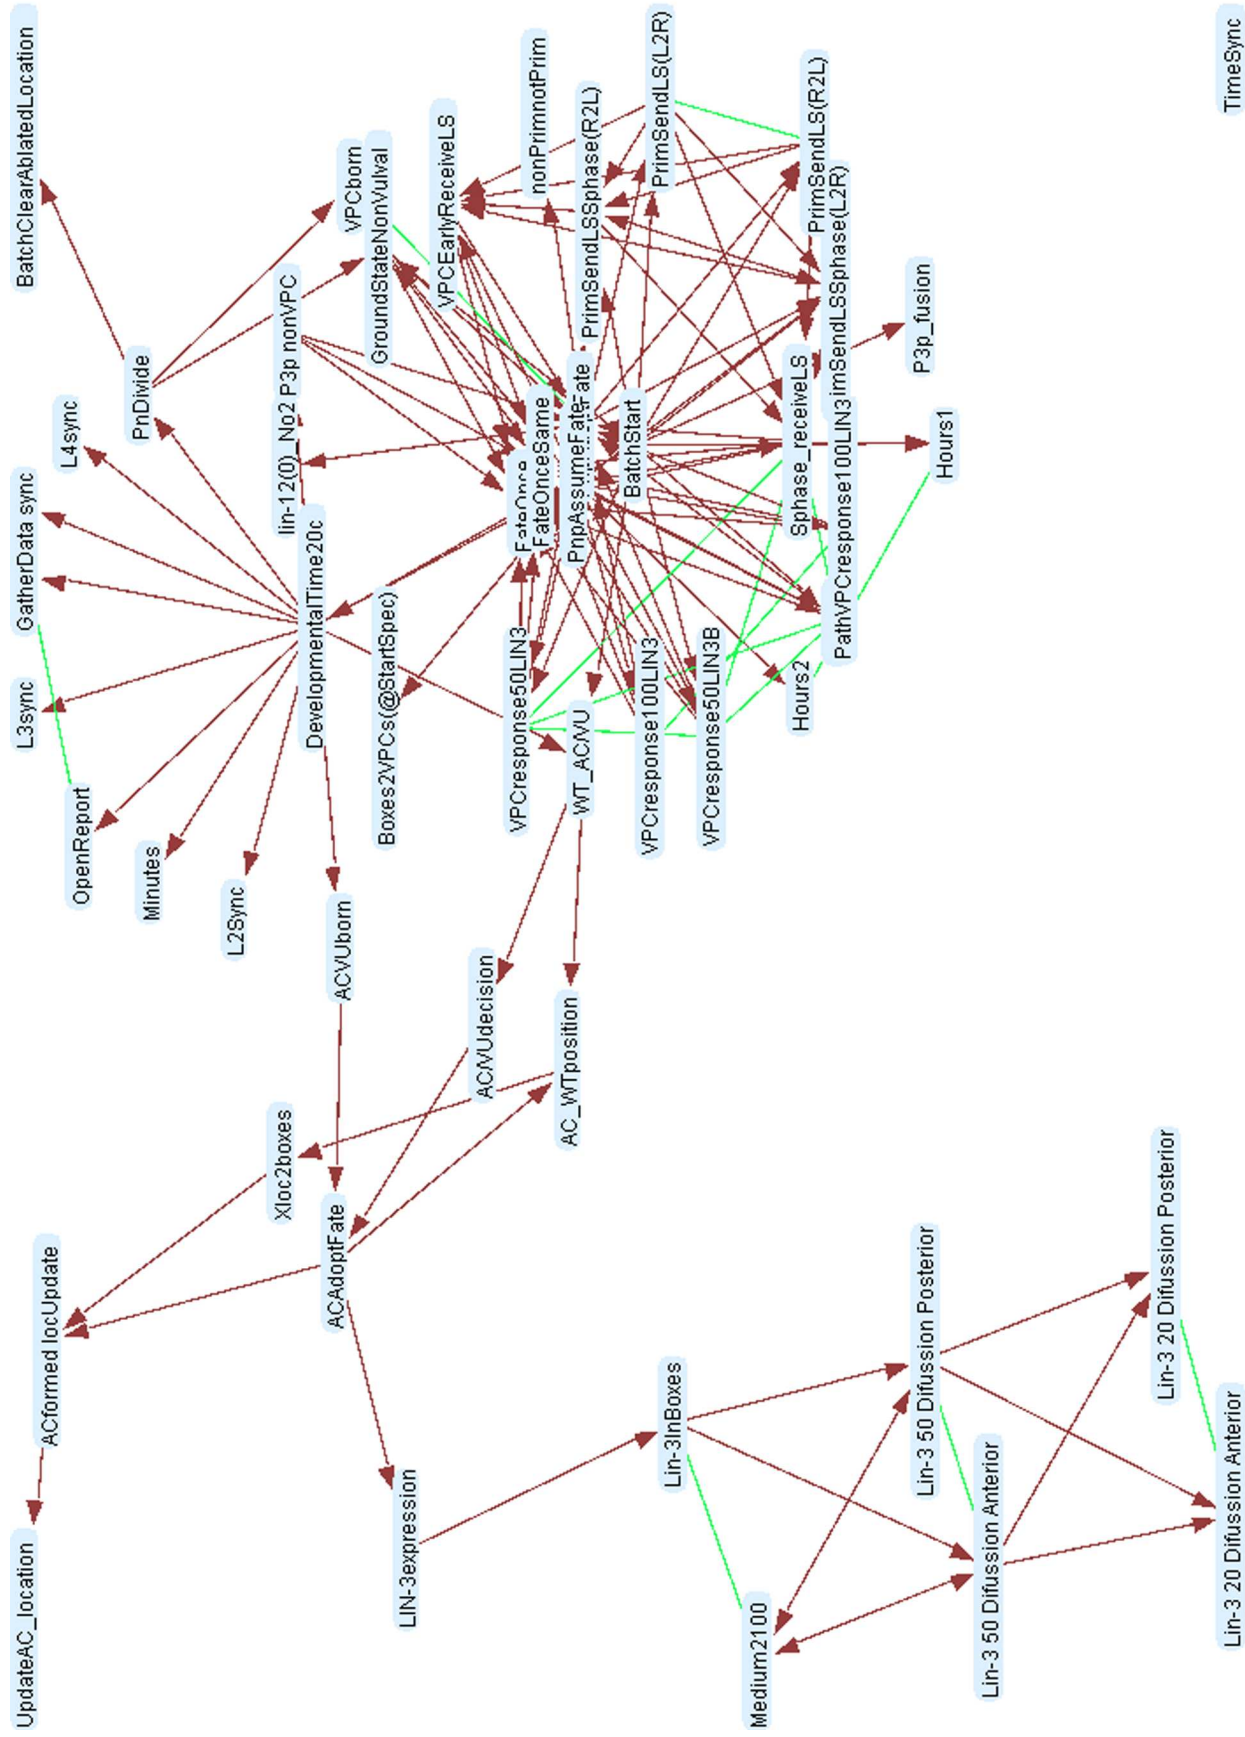 UpdateAC_location
ACformed locUpdate
L3sync
GatherData sync
BatchClearAblatedLocation
OpenReport
L4sync
Minutes
PnDivide
L2Sync
Xloc2boxes
lin-12(0)_No2
P3p nonVPC
DevelopmentalTime20c
ACAdoptFate
ACVUborn
VPCborn
GroundStateNonVulval
Boxes2VPCs(@StartSpec)
LIN-3expression
VPCEarlyReceiveLS
AC/VUdecision
VPCresponse50LIN3
FateOnce
FateOnceSame
nonPrimnotPrim
AC_WTposition
WT_AC/VU
PnpAssumeFate
Fate
PrimSendLSSphase(R2L)
BatchStart
VPCresponse100LIN3
PrimSendLS(L2R)
Lin-3InBoxes
VPCresponse50LIN3B
Medium2100
Hours2
Sphase_receiveLS
PrimSendLS(R2L)
PathVPCresponse100LIN3
imSendLSSphase(L2R)
P3p_fusion
Hours1
Lin-3 50 Difussion Posterior
Lin-3 50 Difussion Anterior
Lin-3 20 Difussion Posterior
Lin-3 20 Difussion Anterior
TimeSync